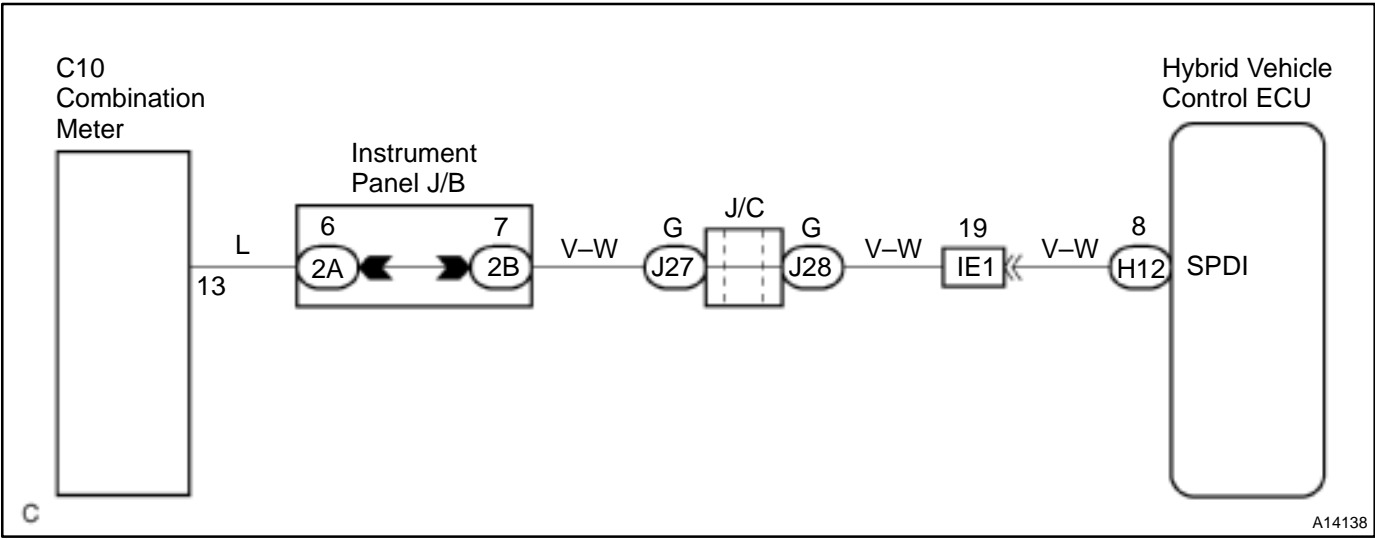 C10
Combination
Meter
Hybrid Vehicle
Control ECU
Instrument
Panel J/B
J/C
6
7
G
G
19
8
L
V–W
V–W
V–W
2A
2B
J27
J28
IE1
H12
SPDI
13
C
A14138